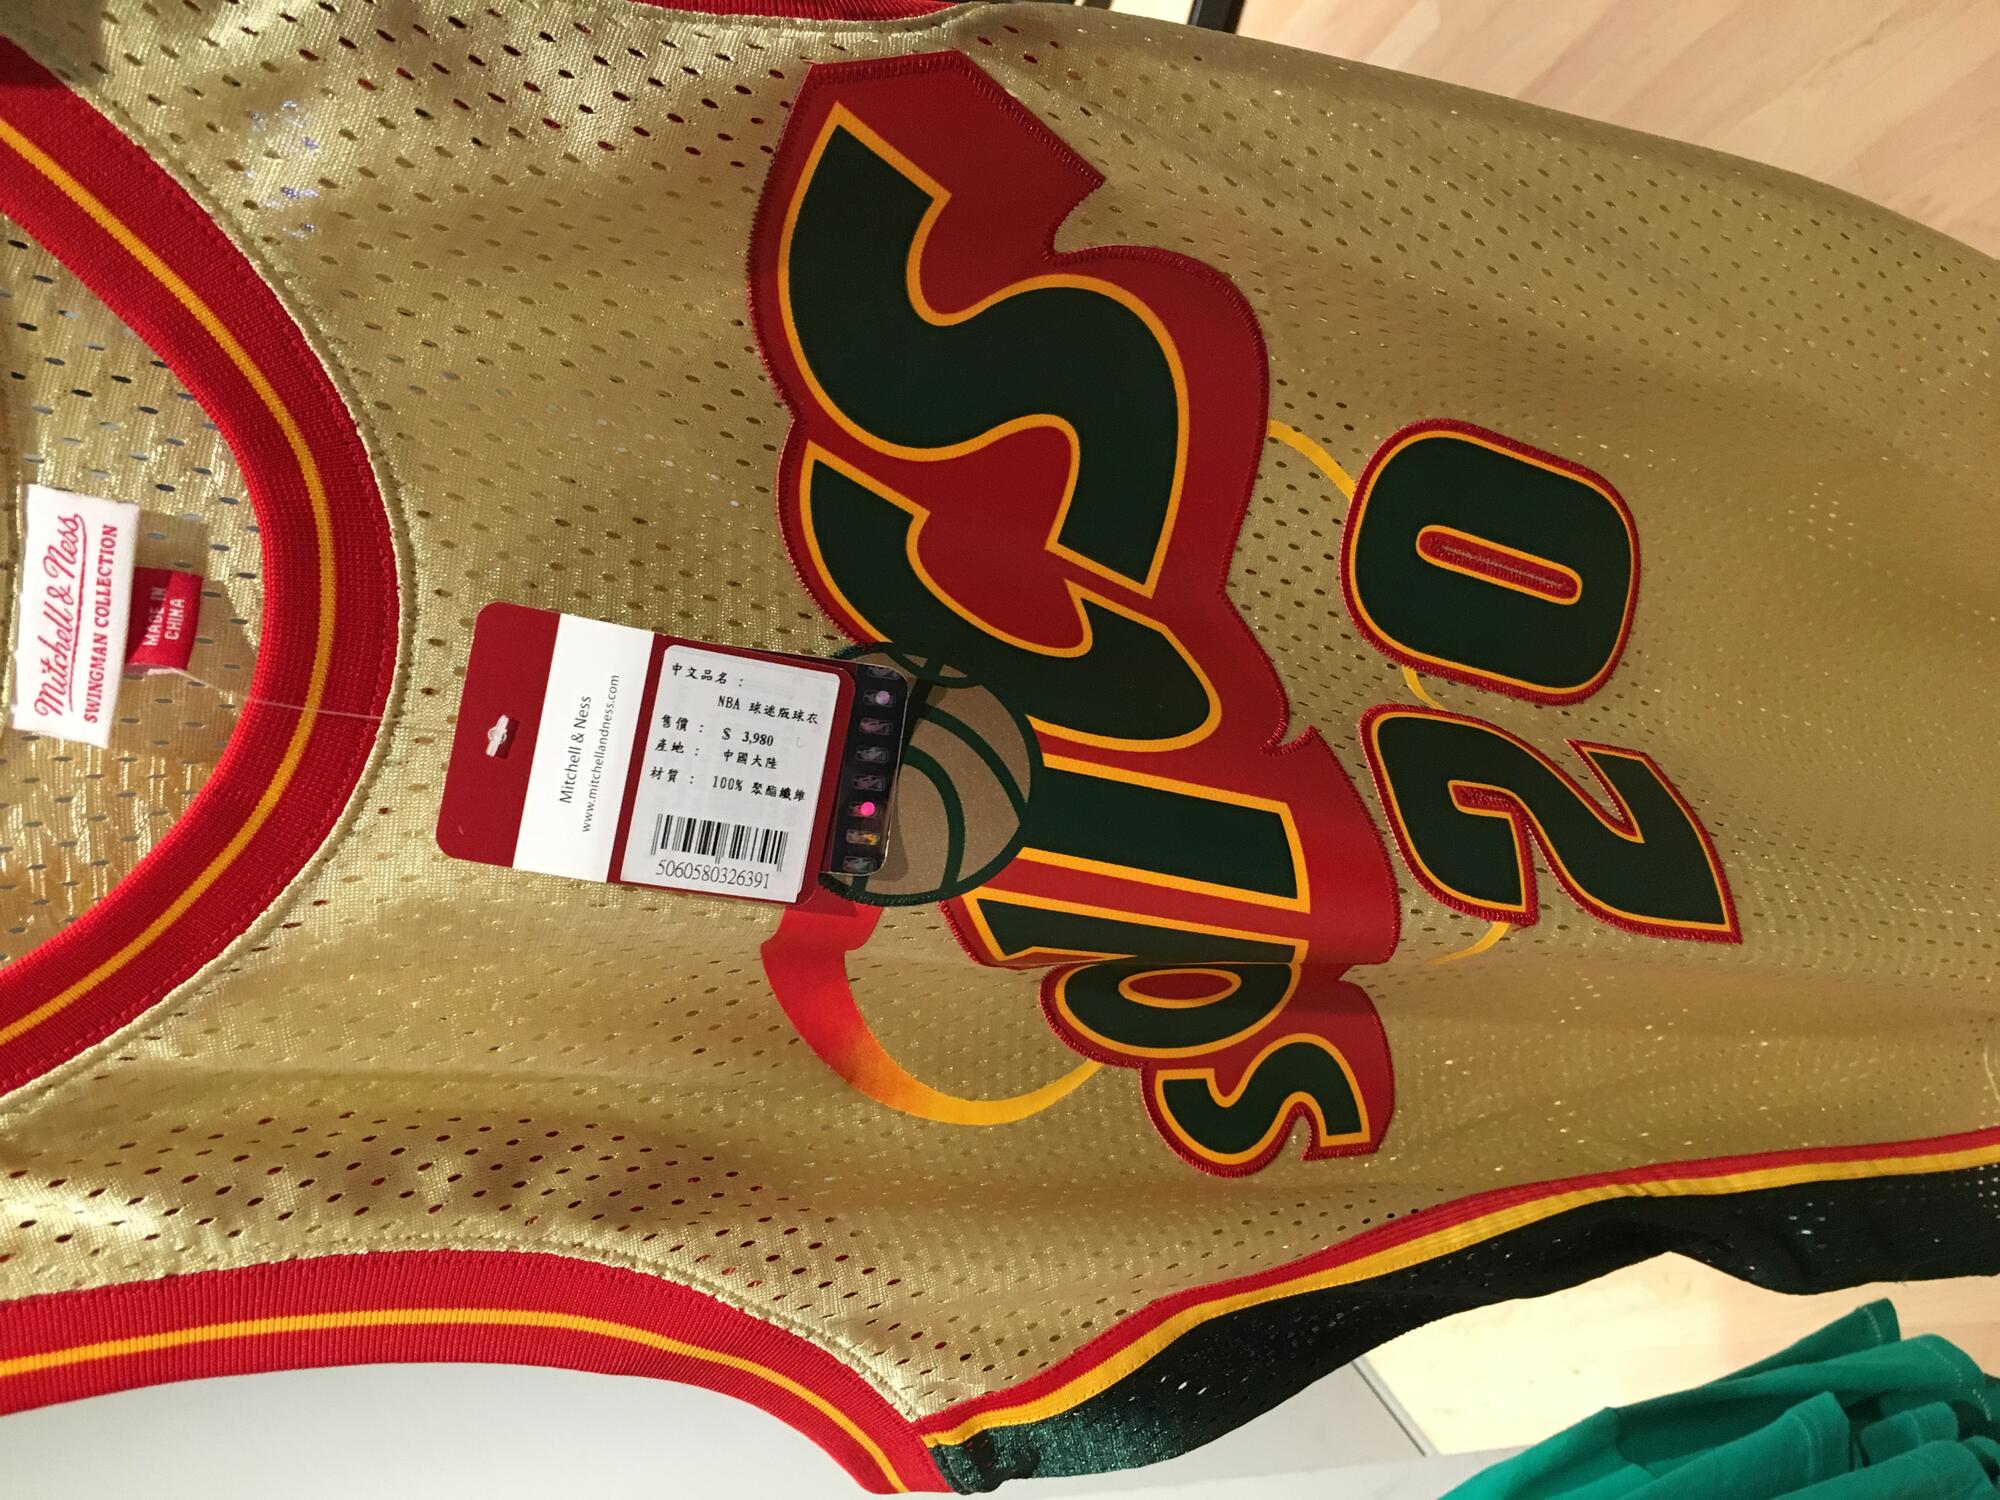 Mitchell & Ness
SWINGMAN COLLECTION
MADE IN
CHINA
Mitchell & Ness
www.mitchellandness.com
中文品名：
NBA 球迷版球衣
售價： $ 3,980
產地： 中國大陸
材質： 100% 聚酯纖維
5060580326391
SONICS
20